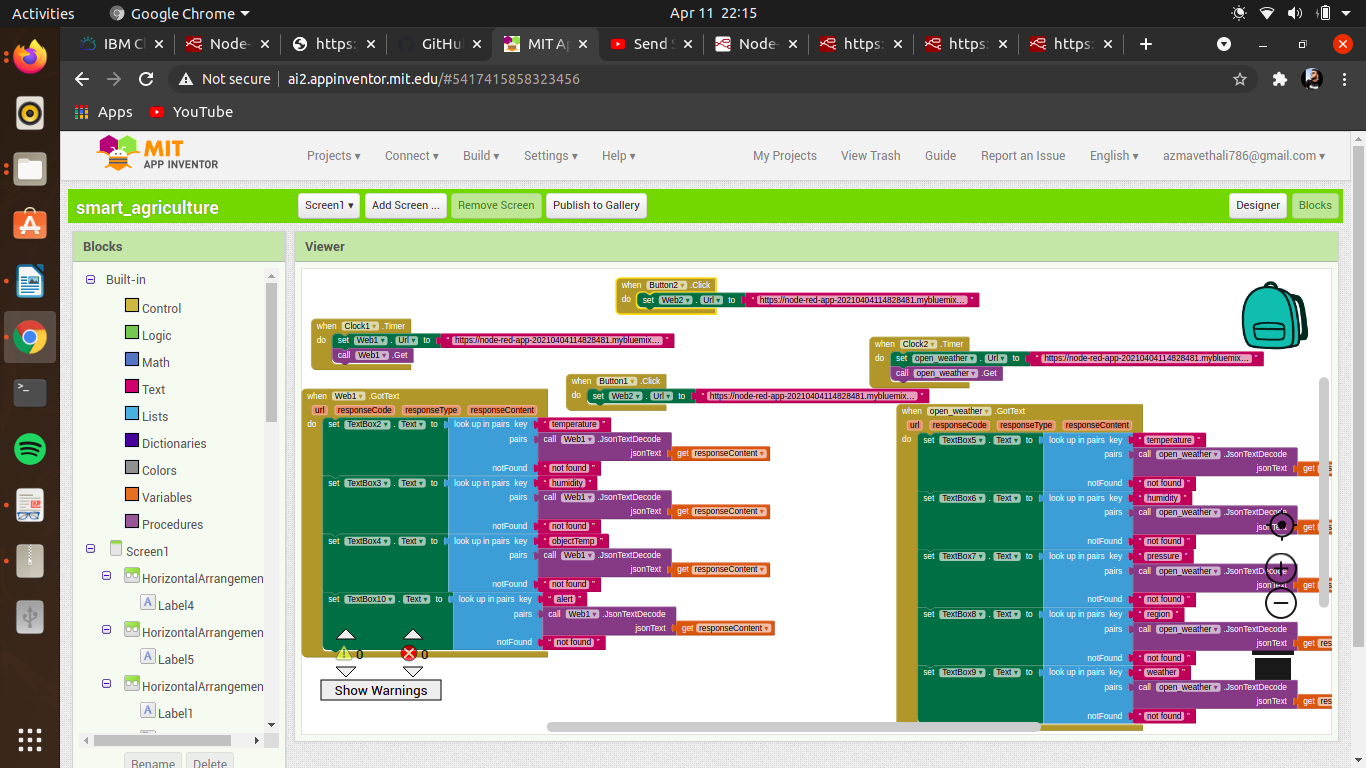 Activities Google Chrome ▾ Apr 11 22:15
IBM Cl Node- https: GitHu MIT Ap Send S Node- https: https: https:
Not secure ai2.appinventor.mit.edu/#5417415858323456
Apps YouTube
MIT
APP INVENTOR
Projects ▾ Connect ▾ Build ▾ Settings ▾ Help ▾ My Projects View Trash Guide Report an Issue English ▾ azmavethali786@gmail.com ▾
smart_agriculture Screen1 ▾ Add Screen ... Remove Screen Publish to Gallery Designer Blocks
Blocks
Built-in
Control
Logic
Math
Text
Lists
Dictionaries
Colors
Variables
Procedures
Screen1
HorizontalArrangemen
Label4
HorizontalArrangemen
Label5
HorizontalArrangemen
Label1
Rename Delete
Viewer
when Button2 .Click
do set Web2 . Url to " https://node-red-app-20210404114828481.mybluemix... "
when Clock1 .Timer
do set Web1 . Url to " https://node-red-app-20210404114828481.mybluemix... "
call Web1 .Get
when Clock2 .Timer
do set open_weather . Url to " https://node-red-app-20210404114828481.mybluemix... "
call open_weather .Get
when Button1 .Click
do set Web2 . Url to " https://node-red-app-20210404114828481.mybluemix... "
when Web1 .GotText
url responseCode responseType responseContent
do set TextBox2 . Text to look up in pairs key " temperature "
pairs call Web1 .JsonTextDecode
jsonText get responseContent
notFound " not found "
set TextBox3 . Text to look up in pairs key " humidity "
pairs call Web1 .JsonTextDecode
jsonText get responseContent
notFound " not found "
set TextBox4 . Text to look up in pairs key " objectTemp "
pairs call Web1 .JsonTextDecode
jsonText get responseContent
notFound " not found "
set TextBox10 . Text to look up in pairs key " alert "
pairs call Web1 .JsonTextDecode
jsonText get responseContent
notFound " not found "
0 0
Show Warnings
when open_weather .GotText
url responseCode responseType responseContent
do set TextBox5 . Text to look up in pairs key " temperature "
pairs call open_weather .JsonTextDecode
jsonText get
notFound " not found "
set TextBox6 . Text to look up in pairs key " humidity "
pairs call open_weather .JsonTextDecode
jsonText get
notFound " not found "
set TextBox7 . Text to look up in pairs key " pressure "
pairs call open_weather .JsonTextDecode
jsonText get
notFound " not found "
set TextBox8 . Text to look up in pairs key " region "
pairs call open_weather .JsonTextDecode
jsonText get res
notFound " not found "
set TextBox9 . Text to look up in pairs key " weather "
pairs call open_weather .JsonTextDecode
jsonText get res
notFound " not found "